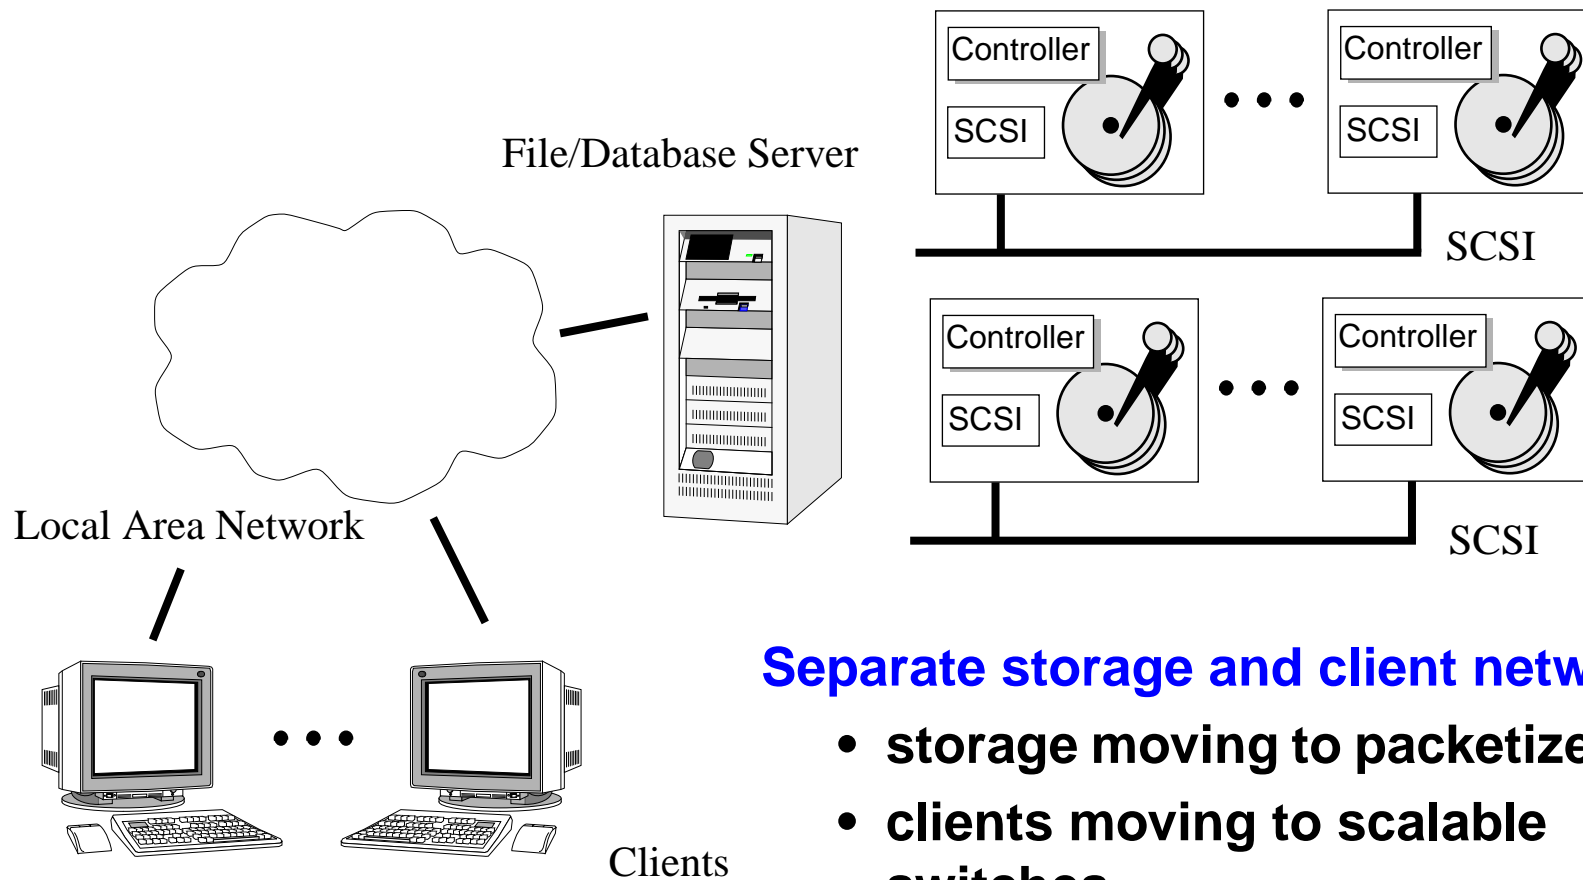 Controller
SCSI
Controller
SCSI
File/Database Server
SCSI
Controller
SCSI
Controller
SCSI
SCSI
Local Area Network
Separate storage and client netw
• storage moving to packetize
• clients moving to scalable
switches
Clients